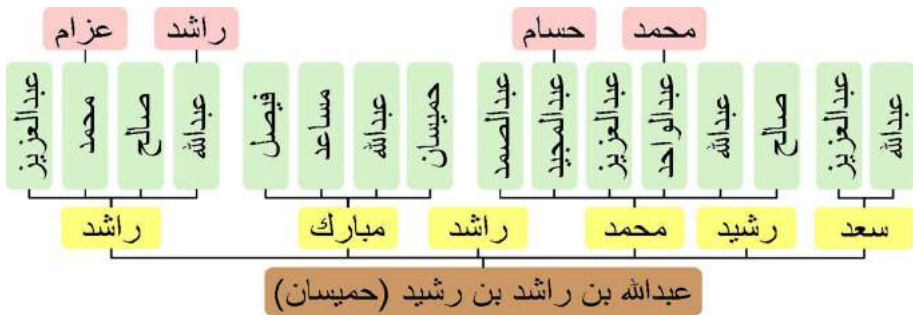 محمد حسام راشد عزام
عبدالله عبدالعزيز صالح عبدالله عبدالواحد عبدالعزيز عبدالمجيد عبدالصمد حميسان عبدالله مساعد فيصل عبدالله صالح محمد عبدالعزيز
سعد رشيد محمد راشد مبارك راشد
عبدالله بن راشد بن رشيد (حميسان)